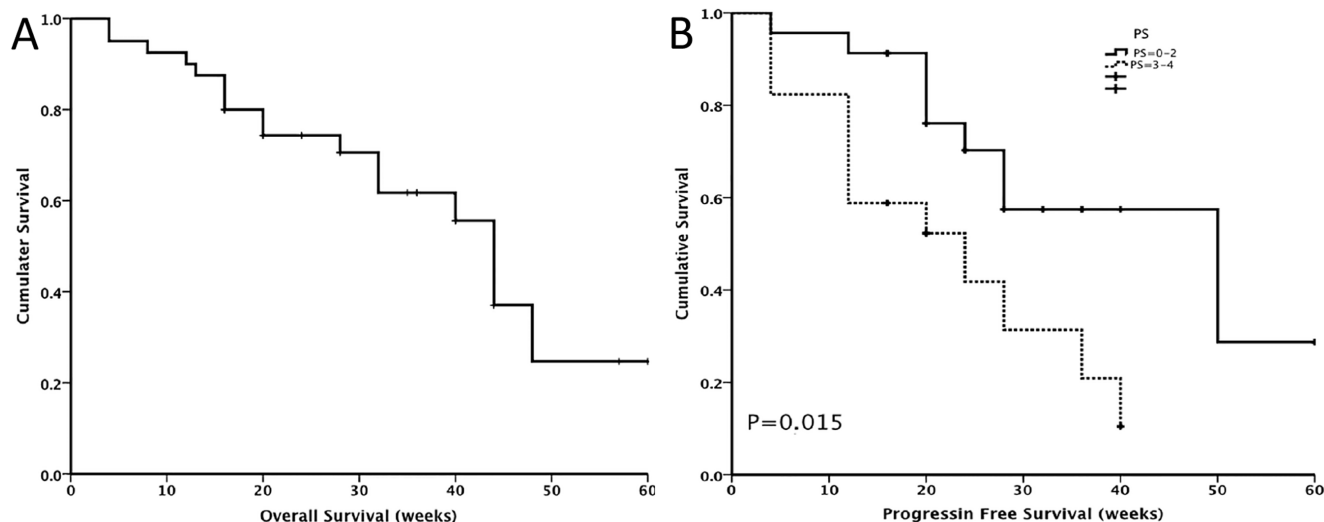 A
Cumulater Survival
1.0
0.8
0.6
0.4
0.2
0.0
0 10 20 30 40 50 60
Overall Survival (weeks)
B
Cumulative Survival
1.0
0.8
0.6
0.4
0.2
0.0
PS
PS=0-2
PS=3-4
P=0.015
0 10 20 30 40 50 60
Progressin Free Survival (weeks)